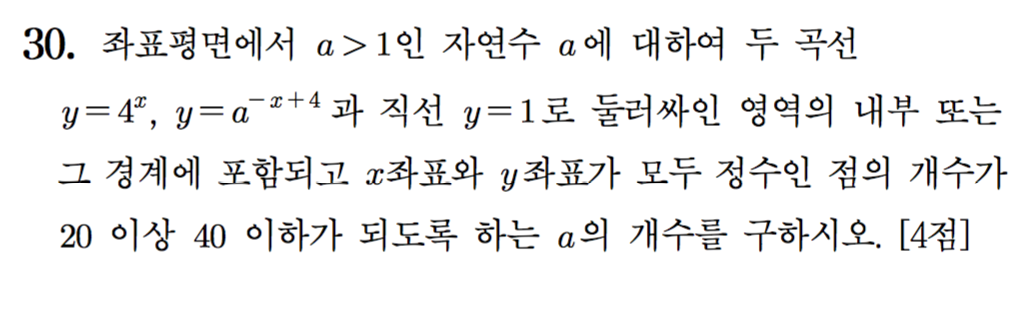 30. 좌표평면에서 a>1인 자연수 a에 대하여 두 곡선
y=4^x, y=a^{-x+4}과 직선 y=1로 둘러싸인 영역의 내부 또는
그 경계에 포함되고 x좌표와 y좌표가 모두 정수인 점의 개수가
20 이상 40 이하가 되도록 하는 a의 개수를 구하시오. [4점]